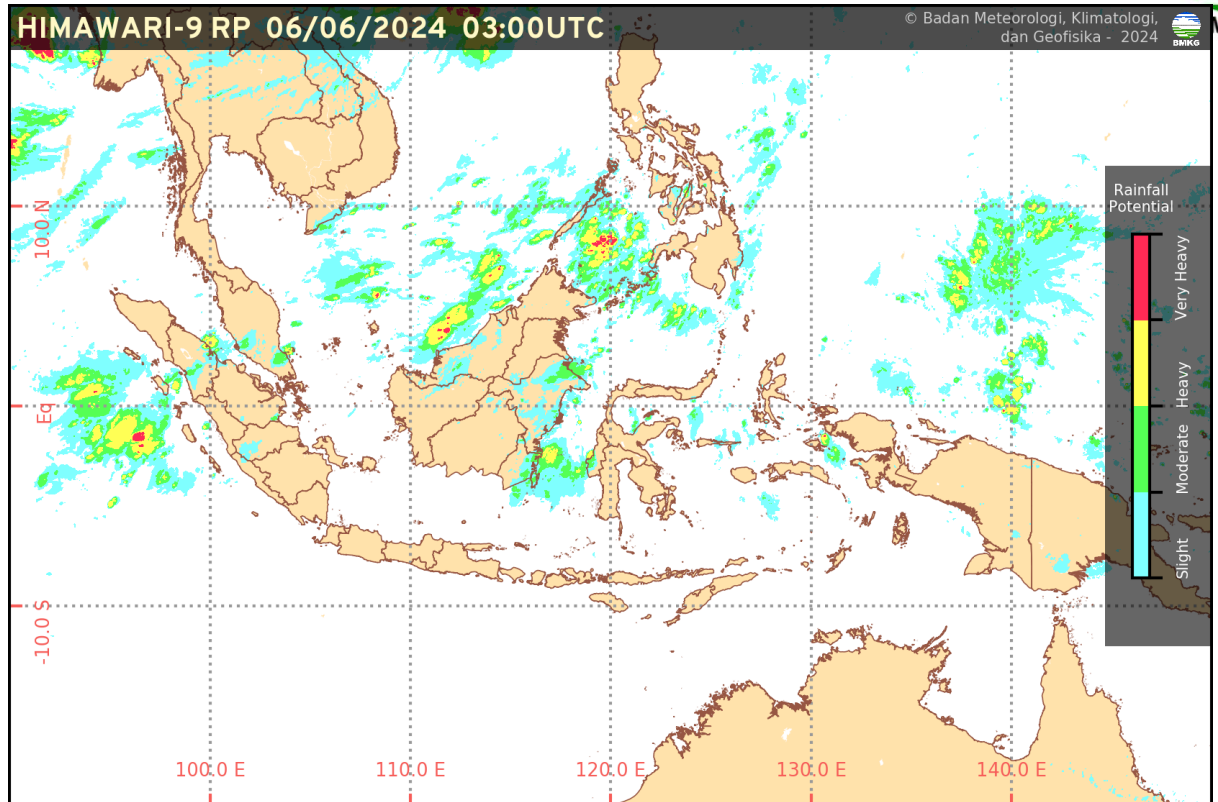 HIMAWARI-9 RP 06/06/2024 03:00UTC
© Badan Meteorologi, Klimatologi,
dan Geofisika - 2024
BMKG
Rainfall
Potential
Very Heavy
Heavy
Moderate
Slight
10.0 N
Eq
-10.0 S
100.0 E
110.0 E
120.0 E
130.0 E
140.0 E